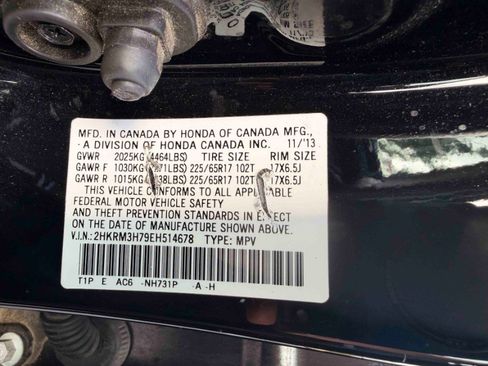 MFD. IN CANADA BY HONDA OF CANADA MFG.,
A DIVISION OF HONDA CANADA INC. 11/'13
GVWR 2025KG (4464LBS) TIRE SIZE RIM SIZE
GAWR F 1030KG 225/65R17 102T 17X6.5J
GAWR R 1015KG 225/65R17 102T 17X6.5J
THIS VEHICLE CONFORMS TO ALL APPLICABLE
FEDERAL MOTOR VEHICLE SAFETY
AND THEFT PREVENTION STANDARDS IN EFFECT
ON THE DATE OF MANUFACTURE SHOWN ABOVE.
V.I.N.: 2HKRM3H79EH514678 TYPE: MPV
T1P E AC6 -NH731P -A -H